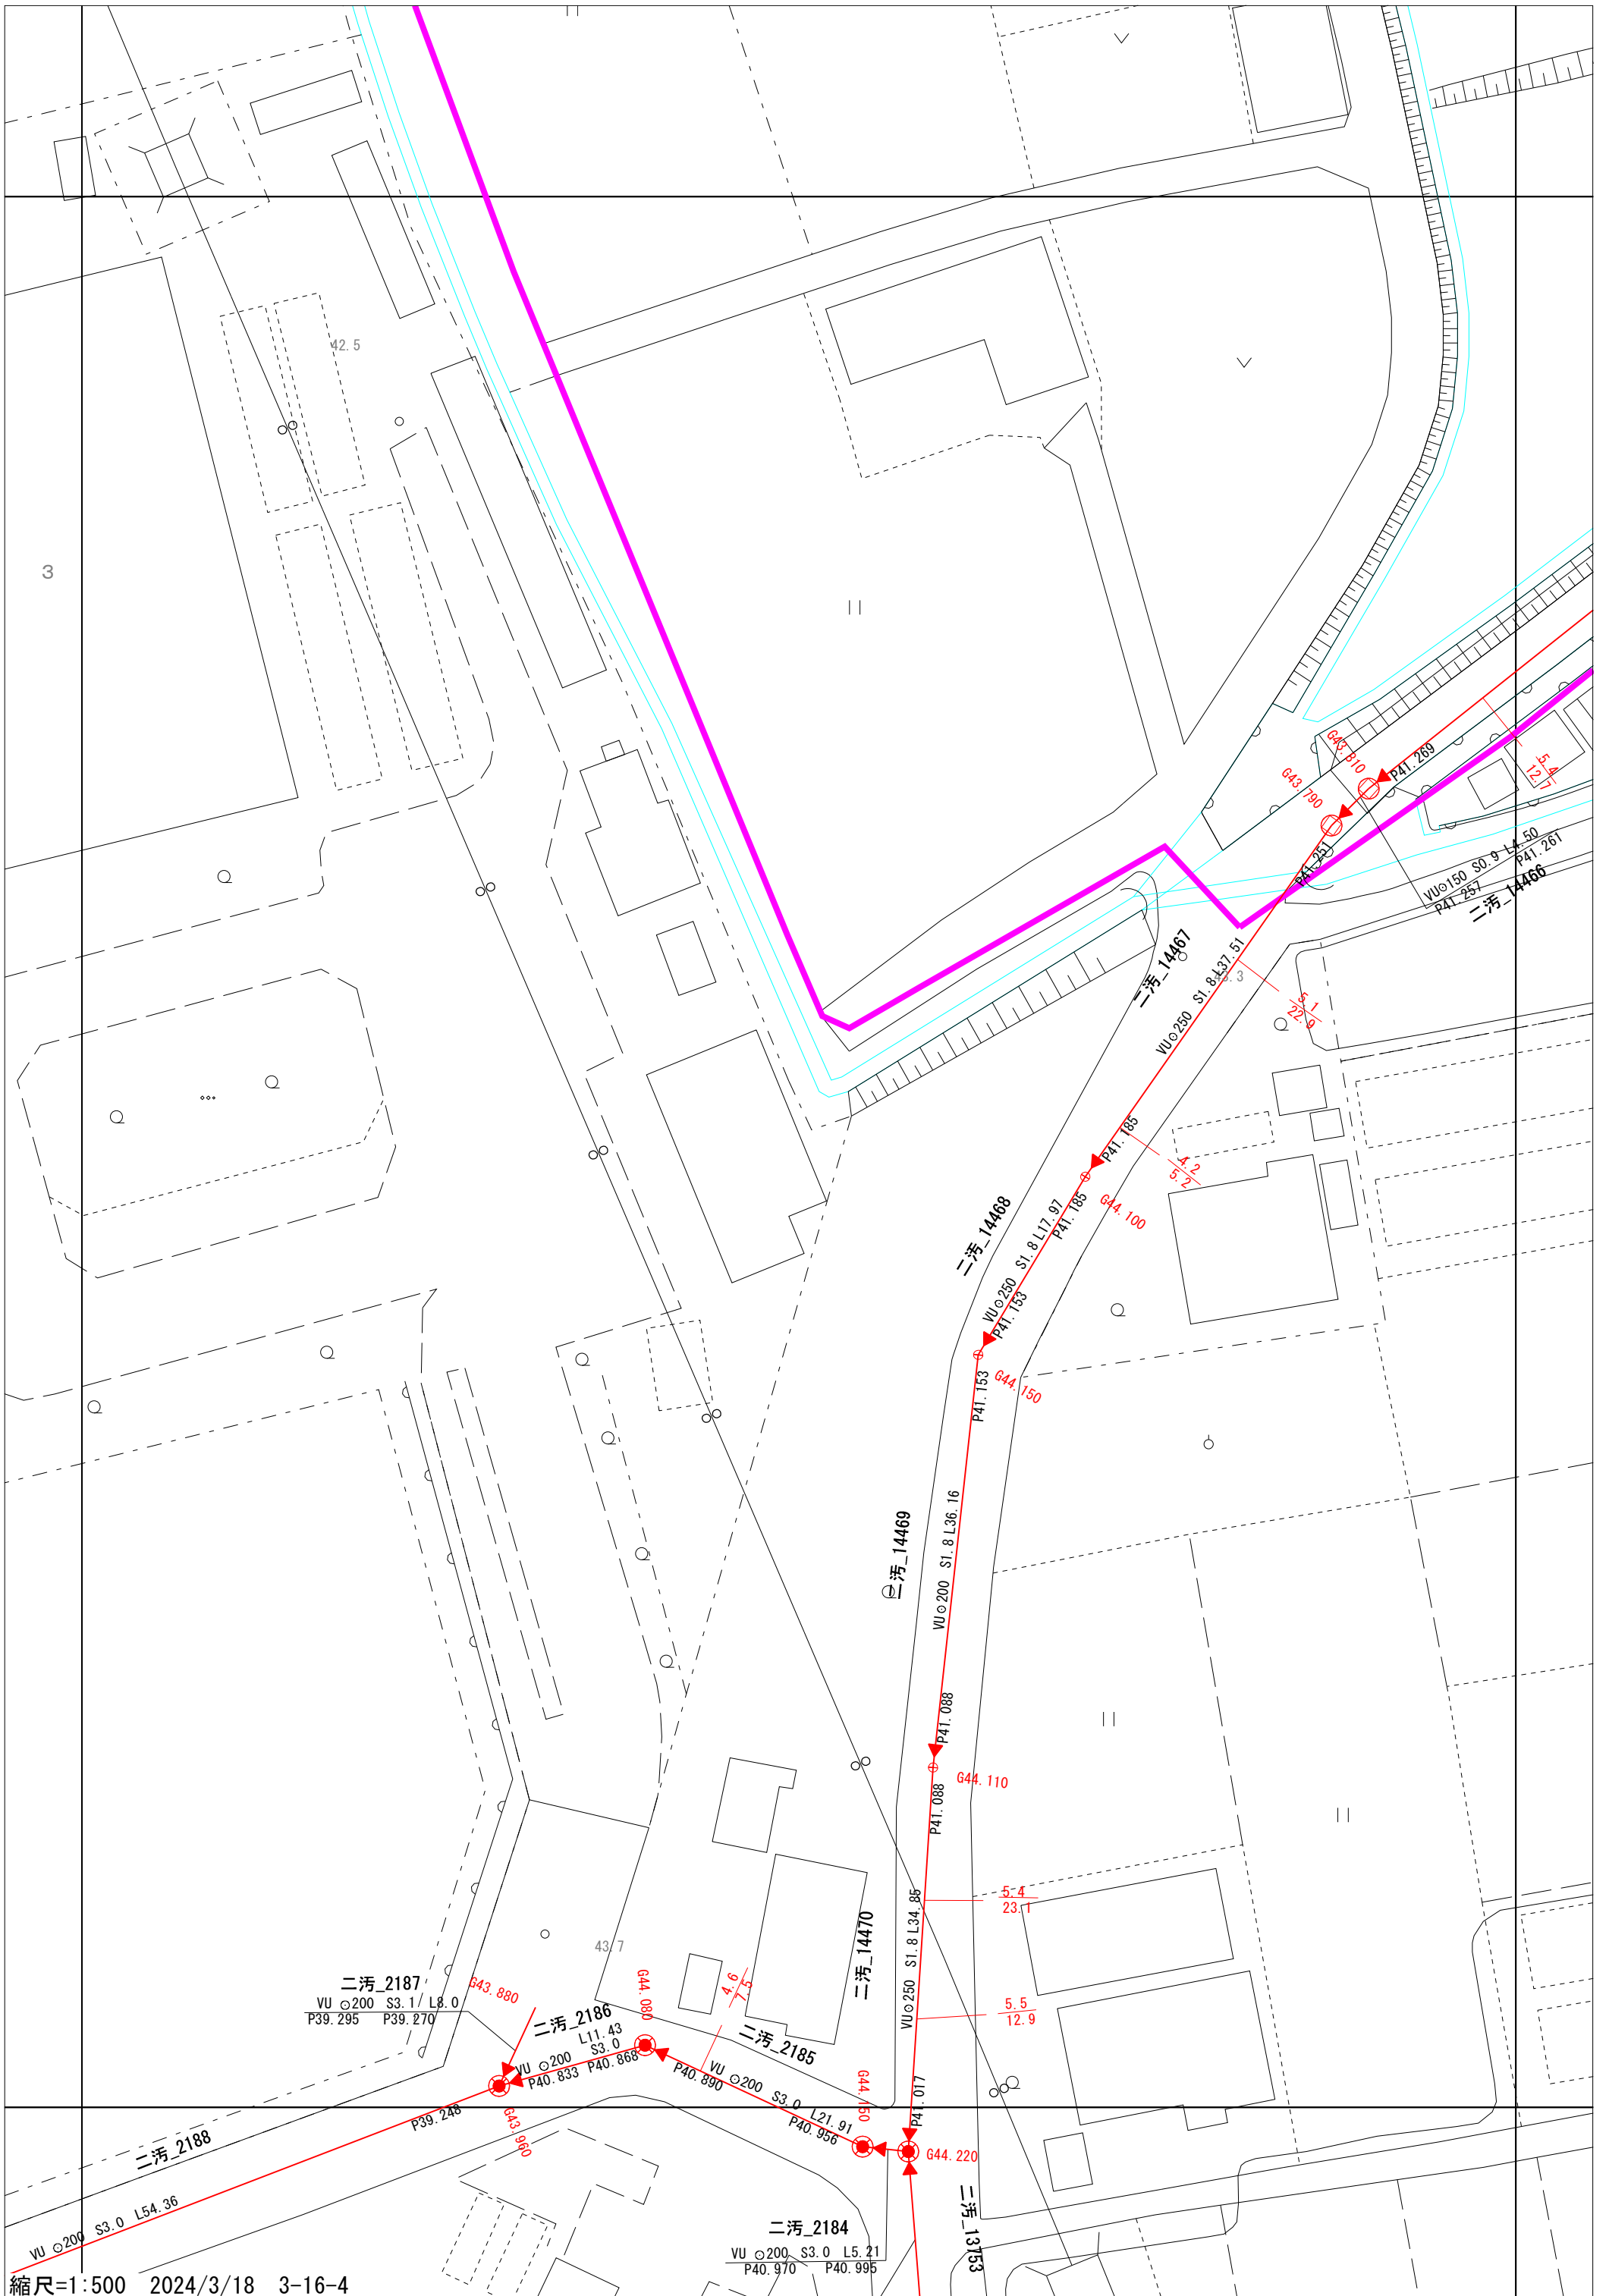 42.5
3
G43.810
P41.269
G43.790
5.4
12.7
P41.251
VU⊙150 S0.9 L4.50
P41.257 P41.261
二汚_14466
二汚_14467
VU⊙250 S1.8 L37.51
5.1
22.9
P41.185
4.2
5.2
G44.100
P41.185
二汚_14468
VU⊙250 S1.8 L17.97
P41.153
G44.150
P41.153
二汚_14469
VU⊙200 S1.8 L36.16
P41.088
G44.110
P41.088
5.4
23.1
二汚_14470
VU⊙250 S1.8 L34.85
5.5
12.9
43.7
二汚_2187
VU ⊙200 S3.1 L8.0
P39.295 P39.270
G43.880
G44.080
4.6
7.5
二汚_2186
L11.43
VU ⊙200 S3.0
P40.833 P40.868
二汚_2185
VU ⊙200 S3.0 L21.91
P40.890
P40.956
G44.150
P41.017
G44.220
P39.248
G43.960
二汚_2188
VU ⊙200 S3.0 L54.36
二汚_2184
VU ⊙200 S3.0 L5.21
P40.970 P40.995
二汚_13753
縮尺=1:500 2024/3/18 3-16-4